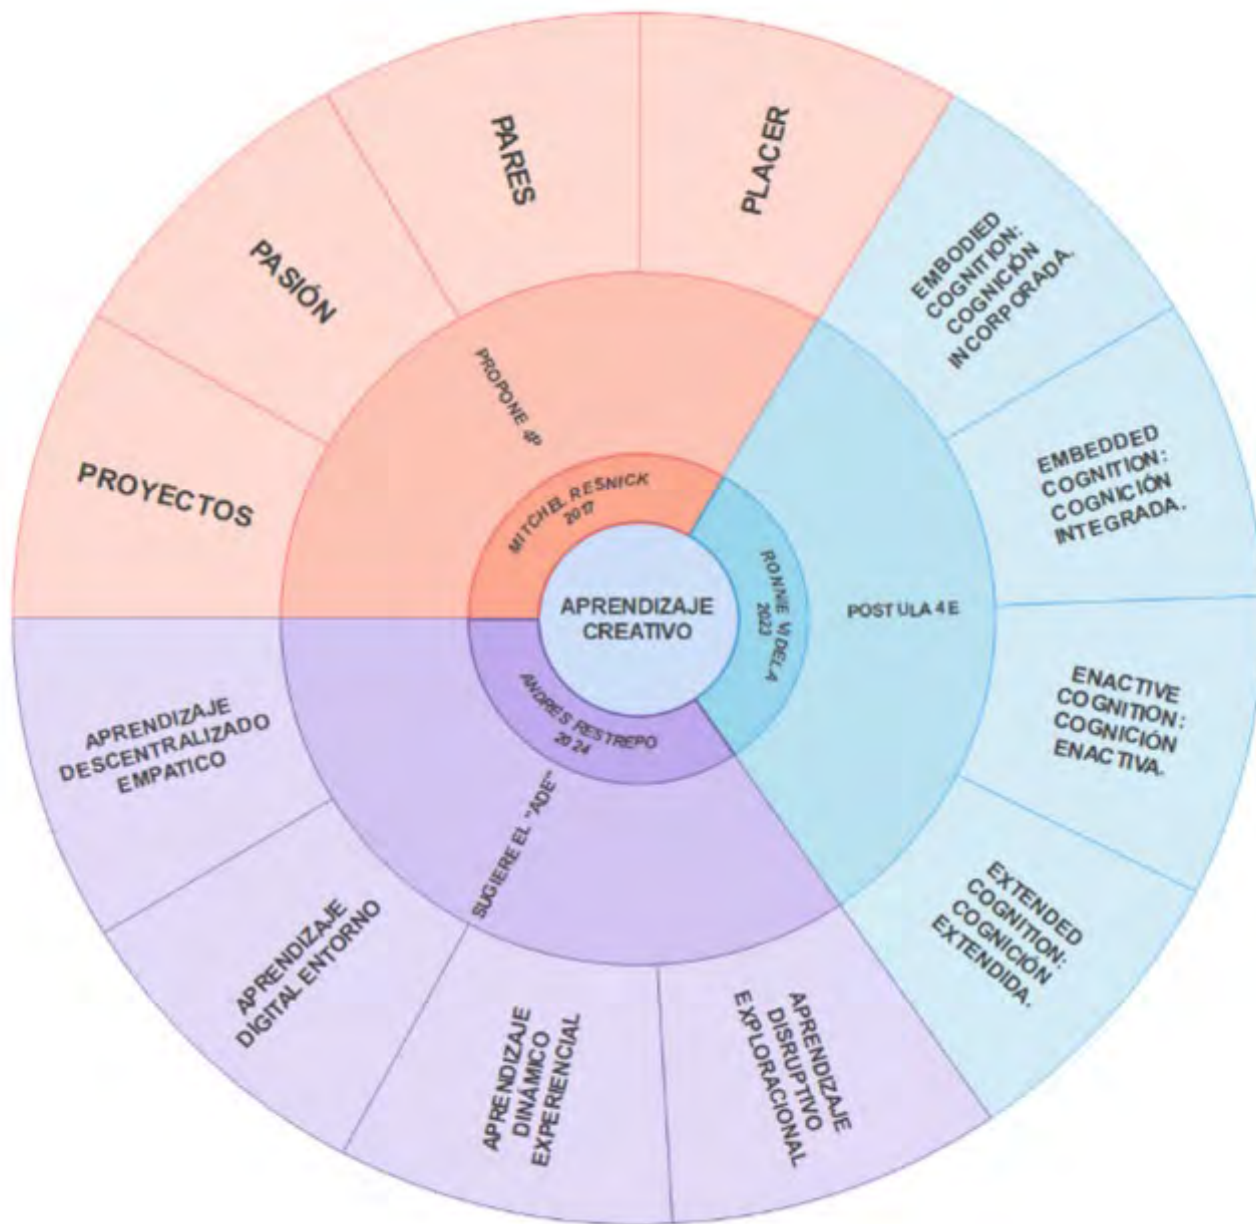 APRENDIZAJE
CREATIVO
MITCHEL RESNICK
2017
PROPONE 4P
PROYECTOS
PASIÓN
PARES
PLACER
RONNIE VIDELA
2023
POSTULA 4E
EMBODIED
COGNITION:
COGNICIÓN
INCORPORADA.
EMBEDDED
COGNITION:
COGNICIÓN
INTEGRADA.
ENACTIVE
COGNITION:
COGNICIÓN
ENACTIVA.
EXTENDED
COGNITION:
COGNICIÓN
EXTENDIDA.
ANDRES RESTREPO
2024
SUGIERE EL "ADE"
APRENDIZAJE
DISRUPTIVO
EXPLORACIONAL
APRENDIZAJE
DINÁMICO
EXPERIENCIAL
APRENDIZAJE
DIGITAL ENTORNO
APRENDIZAJE
DESCENTRALIZADO
EMPATICO